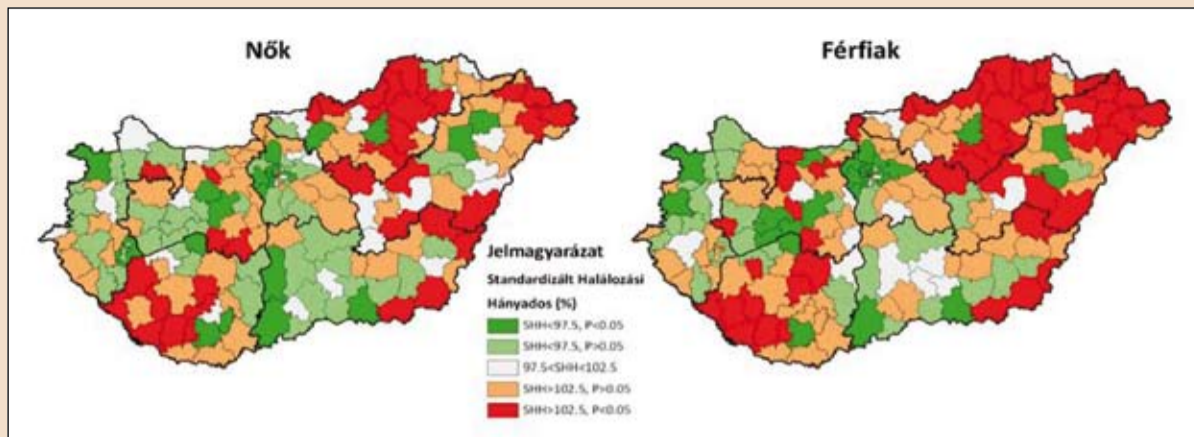 Nők
Férfiak
Jelmagyarázat
Standardizált Halálozási
Hányados (%)
SHH<97.5, P<0.05
SHH<97.5, P>0.05
97.5<SHH<102.5
SHH>102.5, P>0.05
SHH>102.5, P<0.05